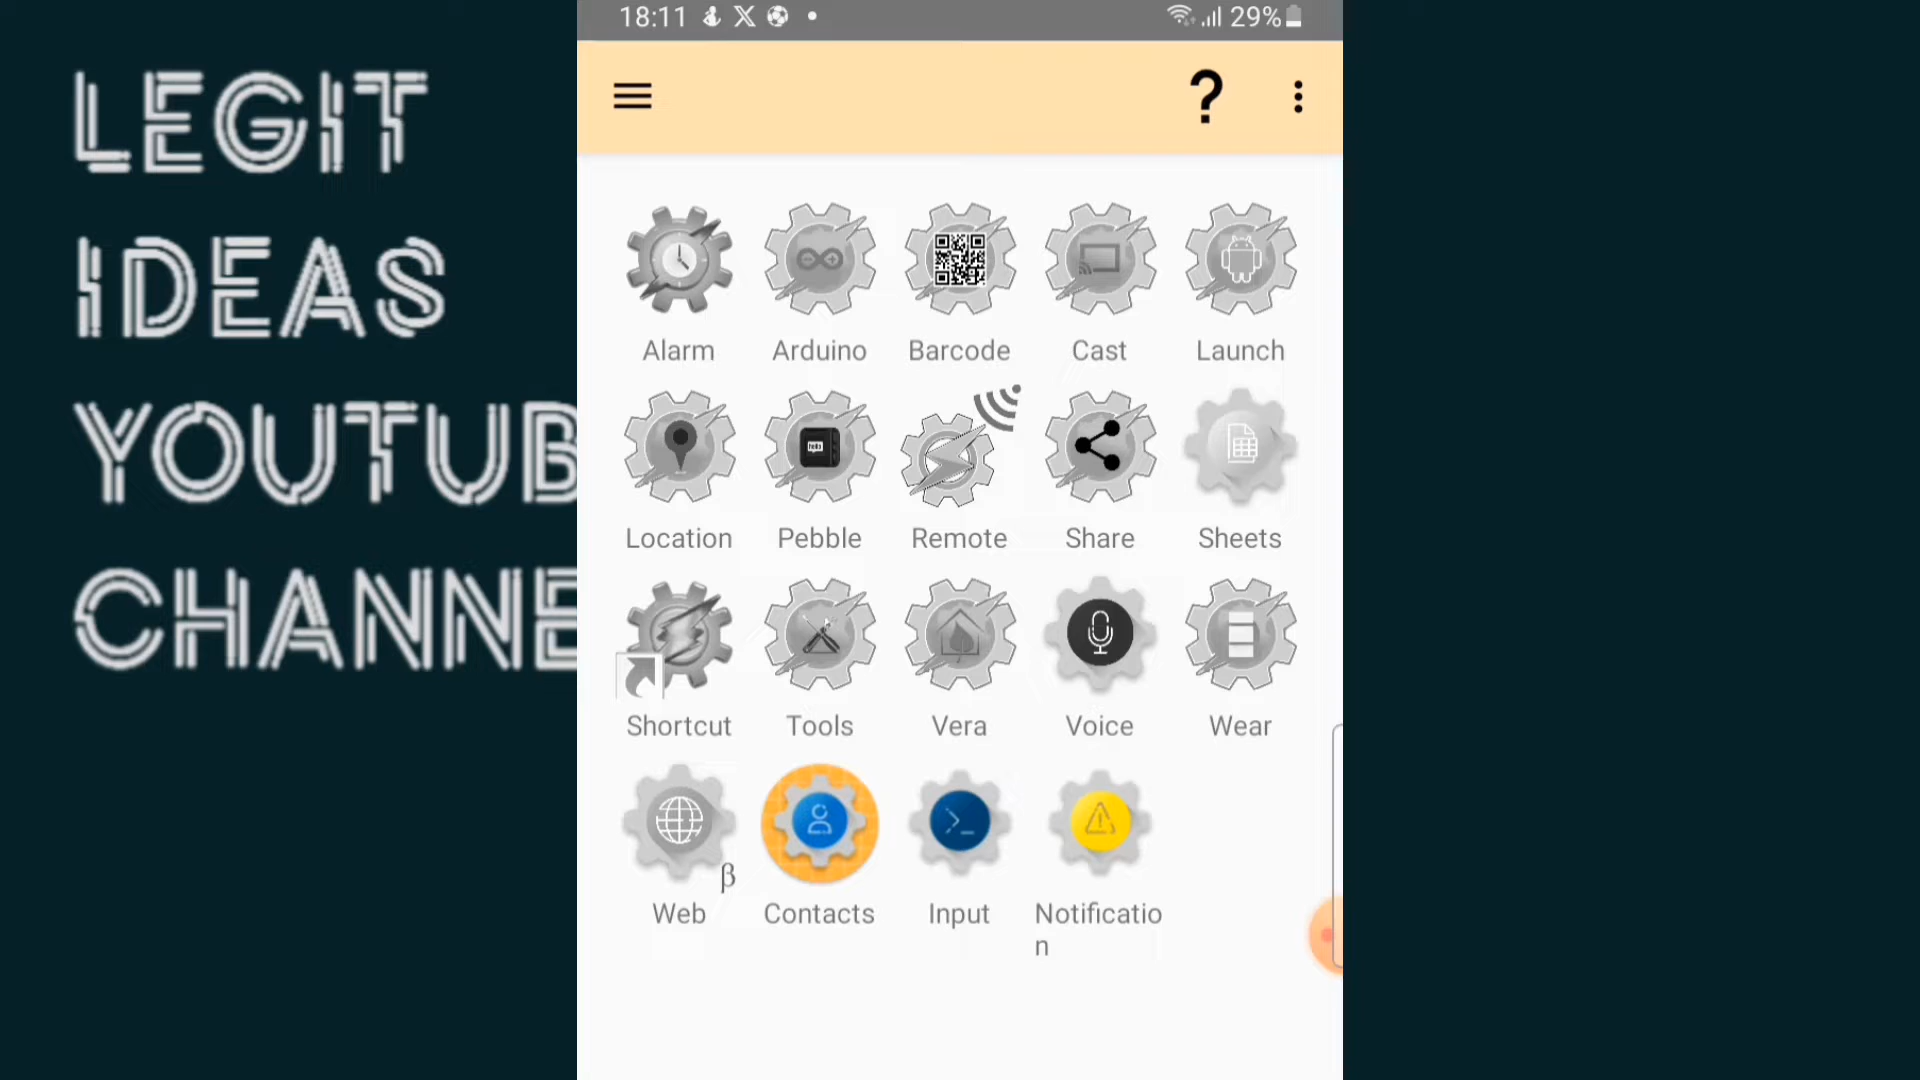 LEGIT
IDEAS
YOUTUB
CHANNE
18:11
29%
?
Alarm
Arduino
Barcode
Cast
Launch
Location
Pebble
Remote
Share
Sheets
Shortcut
Tools
Vera
Voice
Wear
β
Web
Contacts
Input
Notificatio
n